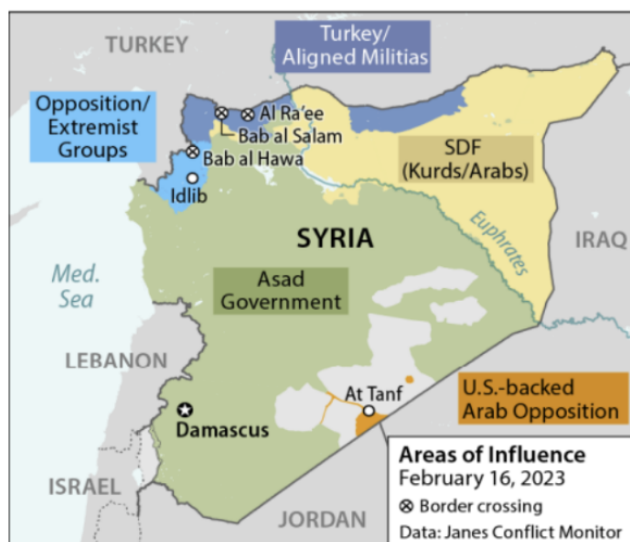 TURKEY
Turkey/
Aligned Militias
Opposition/
Extremist
Groups
Al Ra'ee
Bab al Salam
Bab al Hawa
Idlib
SDF
(Kurds/Arabs)
SYRIA
Euphrates
IRAQ
Med.
Sea
Asad
Government
LEBANON
At Tanf
U.S.-backed
Arab Opposition
Damascus
ISRAEL
JORDAN
Areas of Influence
February 16, 2023
Border crossing
Data: Janes Conflict Monitor